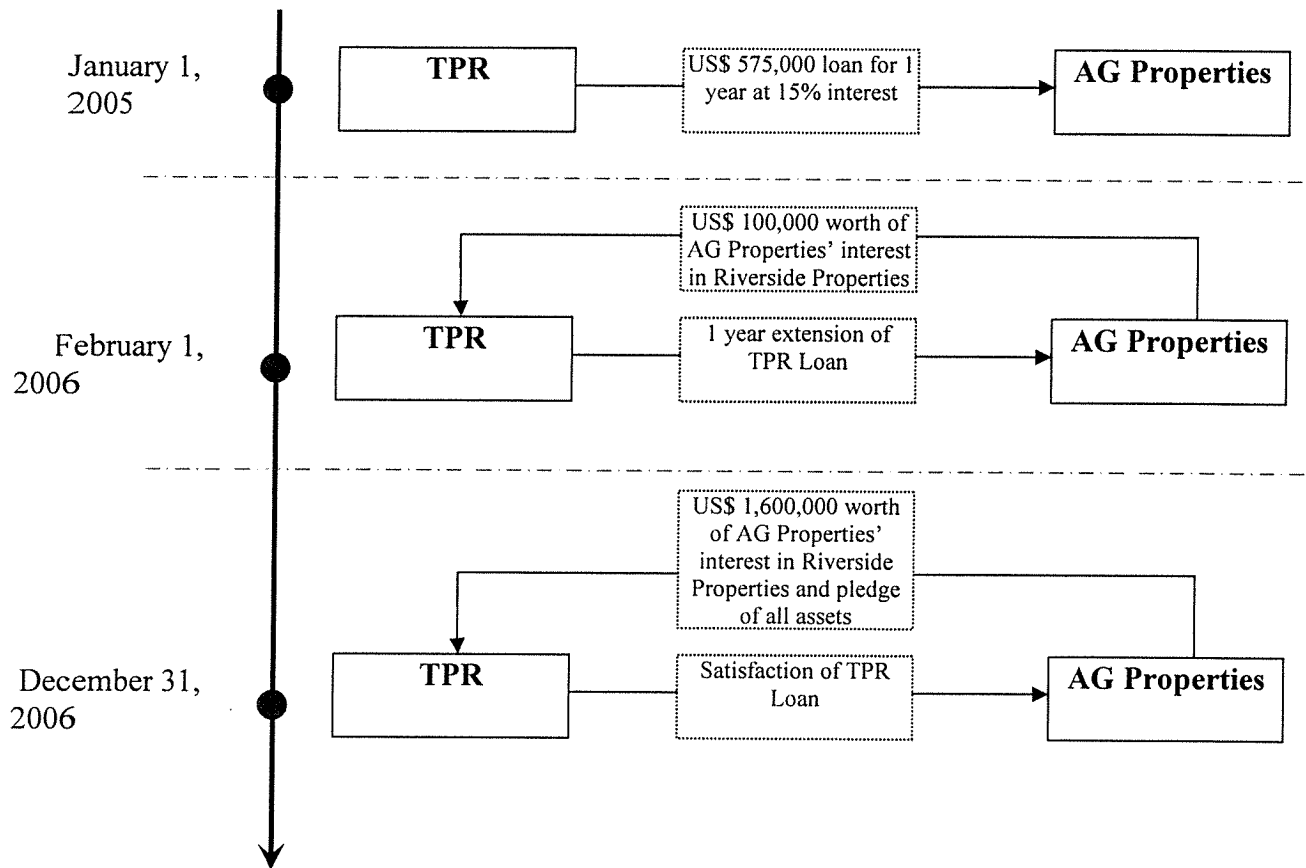 January 1,
2005
TPR
US$ 575,000 loan for 1
year at 15% interest
AG Properties
February 1,
2006
US$ 100,000 worth of
AG Properties' interest
in Riverside Properties
TPR
1 year extension of
TPR Loan
AG Properties
December 31,
2006
US$ 1,600,000 worth
of AG Properties'
interest in Riverside
Properties and pledge
of all assets
TPR
Satisfaction of TPR
Loan
AG Properties